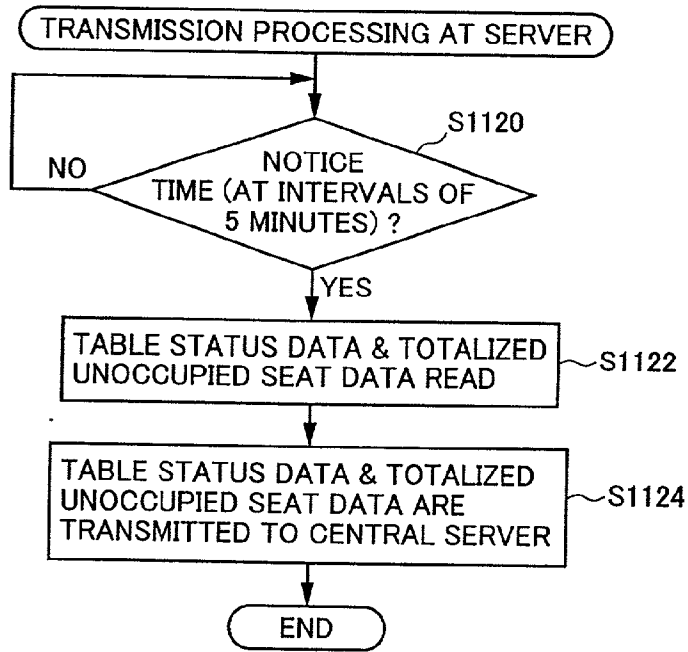 TRANSMISSION PROCESSING AT SERVER
S1120
NO
NOTICE
TIME (AT INTERVALS OF
5 MINUTES) ?
YES
TABLE STATUS DATA & TOTALIZED
UNOCCUPIED SEAT DATA READ
S1122
TABLE STATUS DATA & TOTALIZED
UNOCCUPIED SEAT DATA ARE
TRANSMITTED TO CENTRAL SERVER
S1124
END